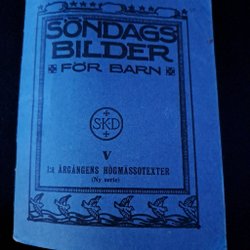 SÖNDAGS
BILDER
FÖR BARN
SKD
V
1:a ÅRGÅNGENS HÖGMÄSSOTEXTER
(Ny serie)